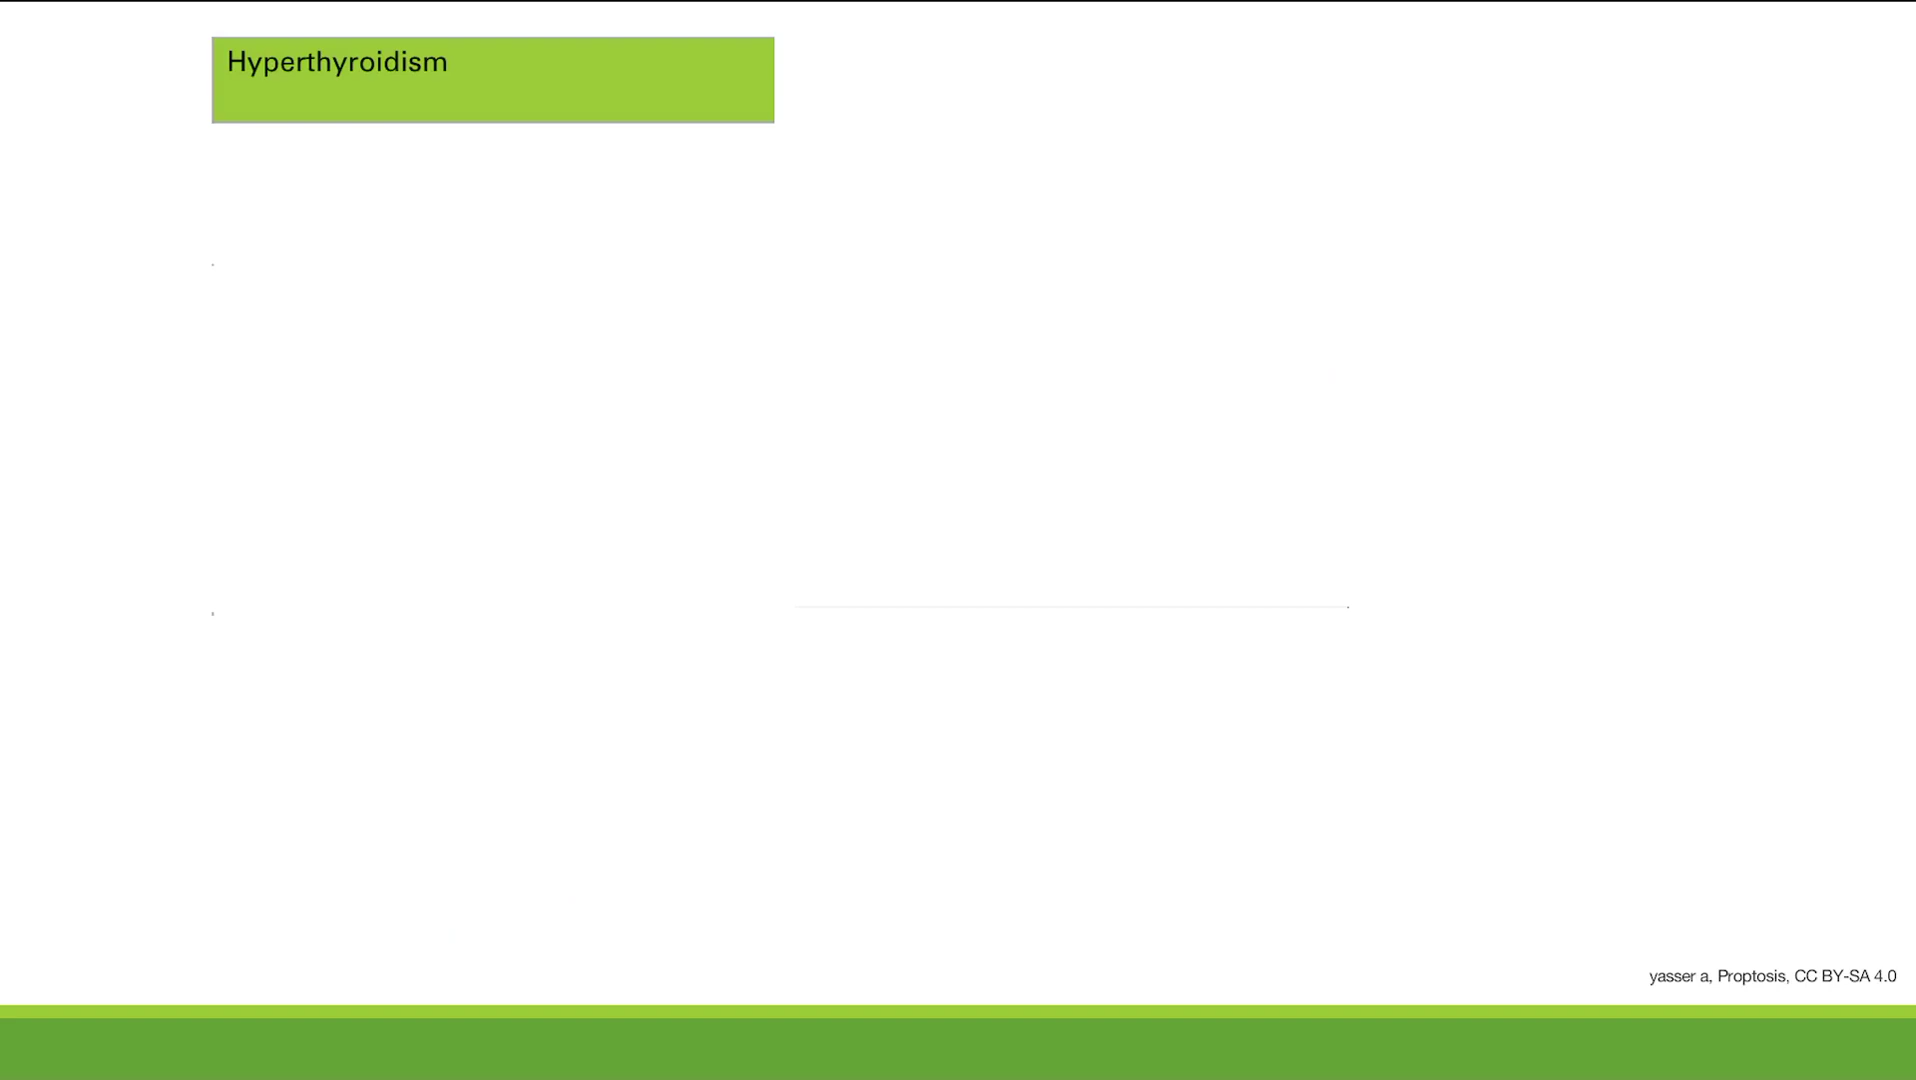 Hyperthyroidism
yasser a, Proptosis, CC BY-SA 4.0